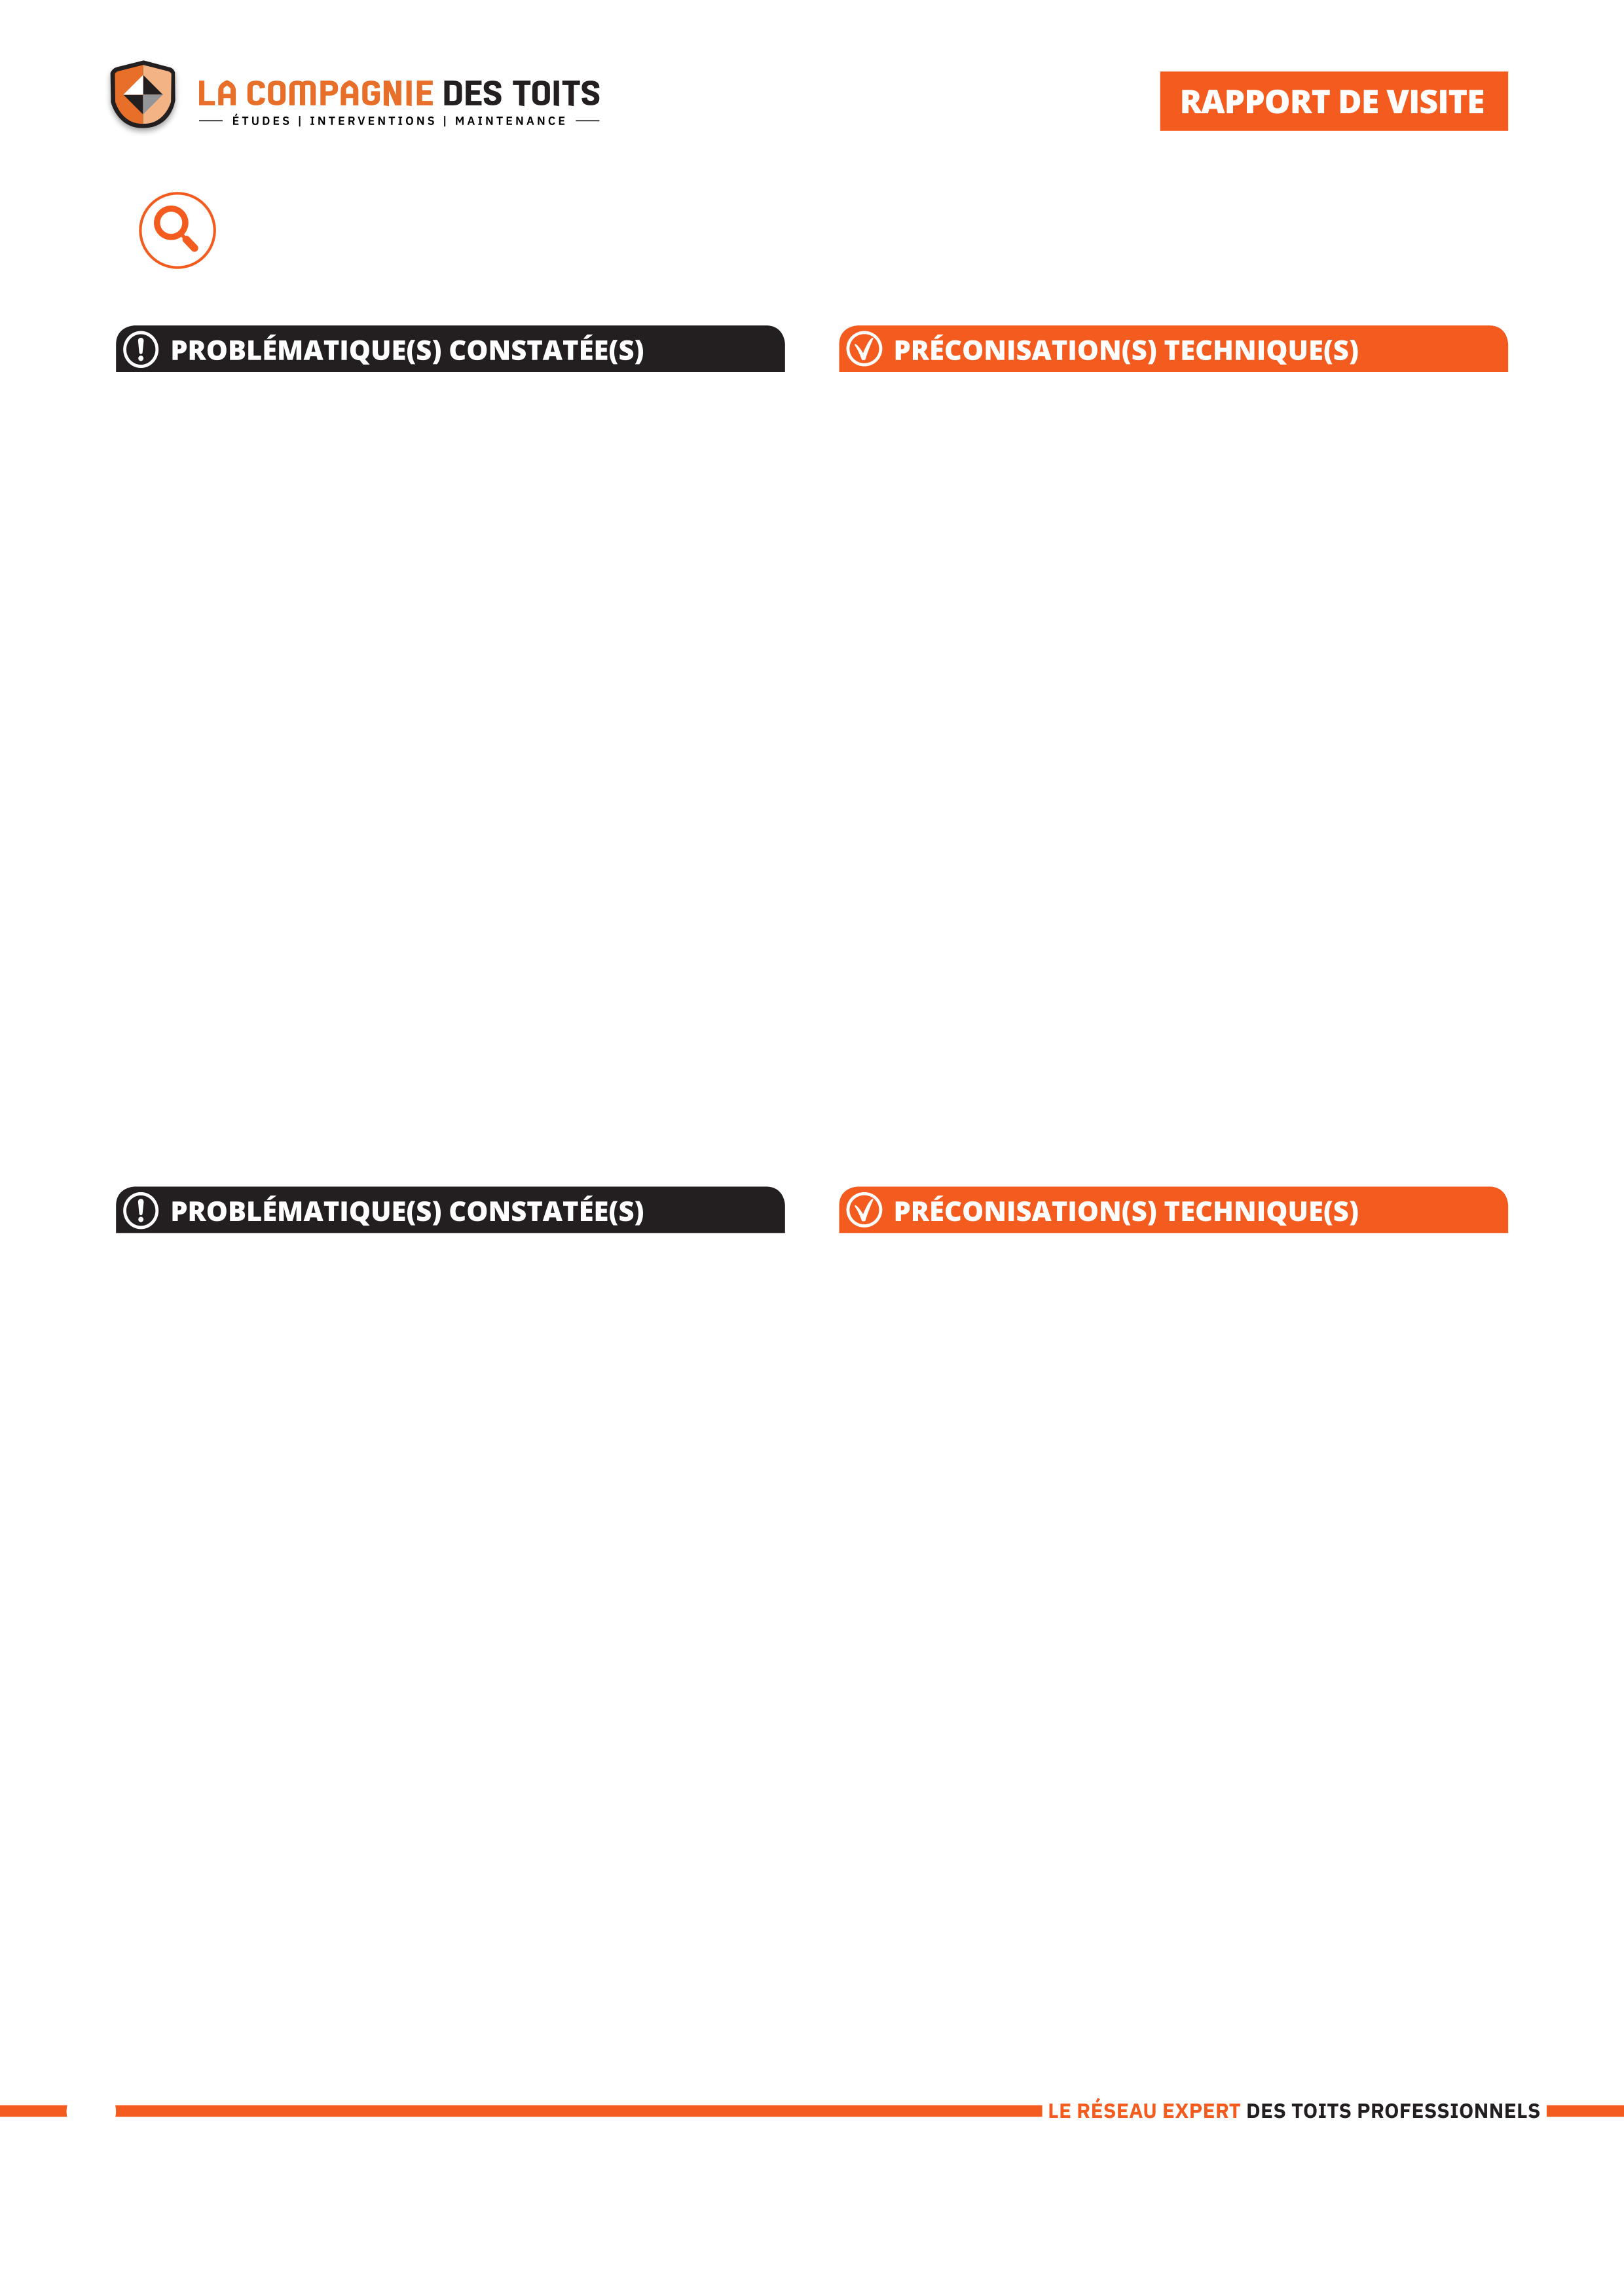 LA COMPAGNIE DES TOITS
ÉTUDES | INTERVENTIONS | MAINTENANCE
RAPPORT DE VISITE
PROBLÉMATIQUE(S) CONSTATÉE(S)
PRÉCONISATION(S) TECHNIQUE(S)
PROBLÉMATIQUE(S) CONSTATÉE(S)
PRÉCONISATION(S) TECHNIQUE(S)
LE RÉSEAU EXPERT DES TOITS PROFESSIONNELS